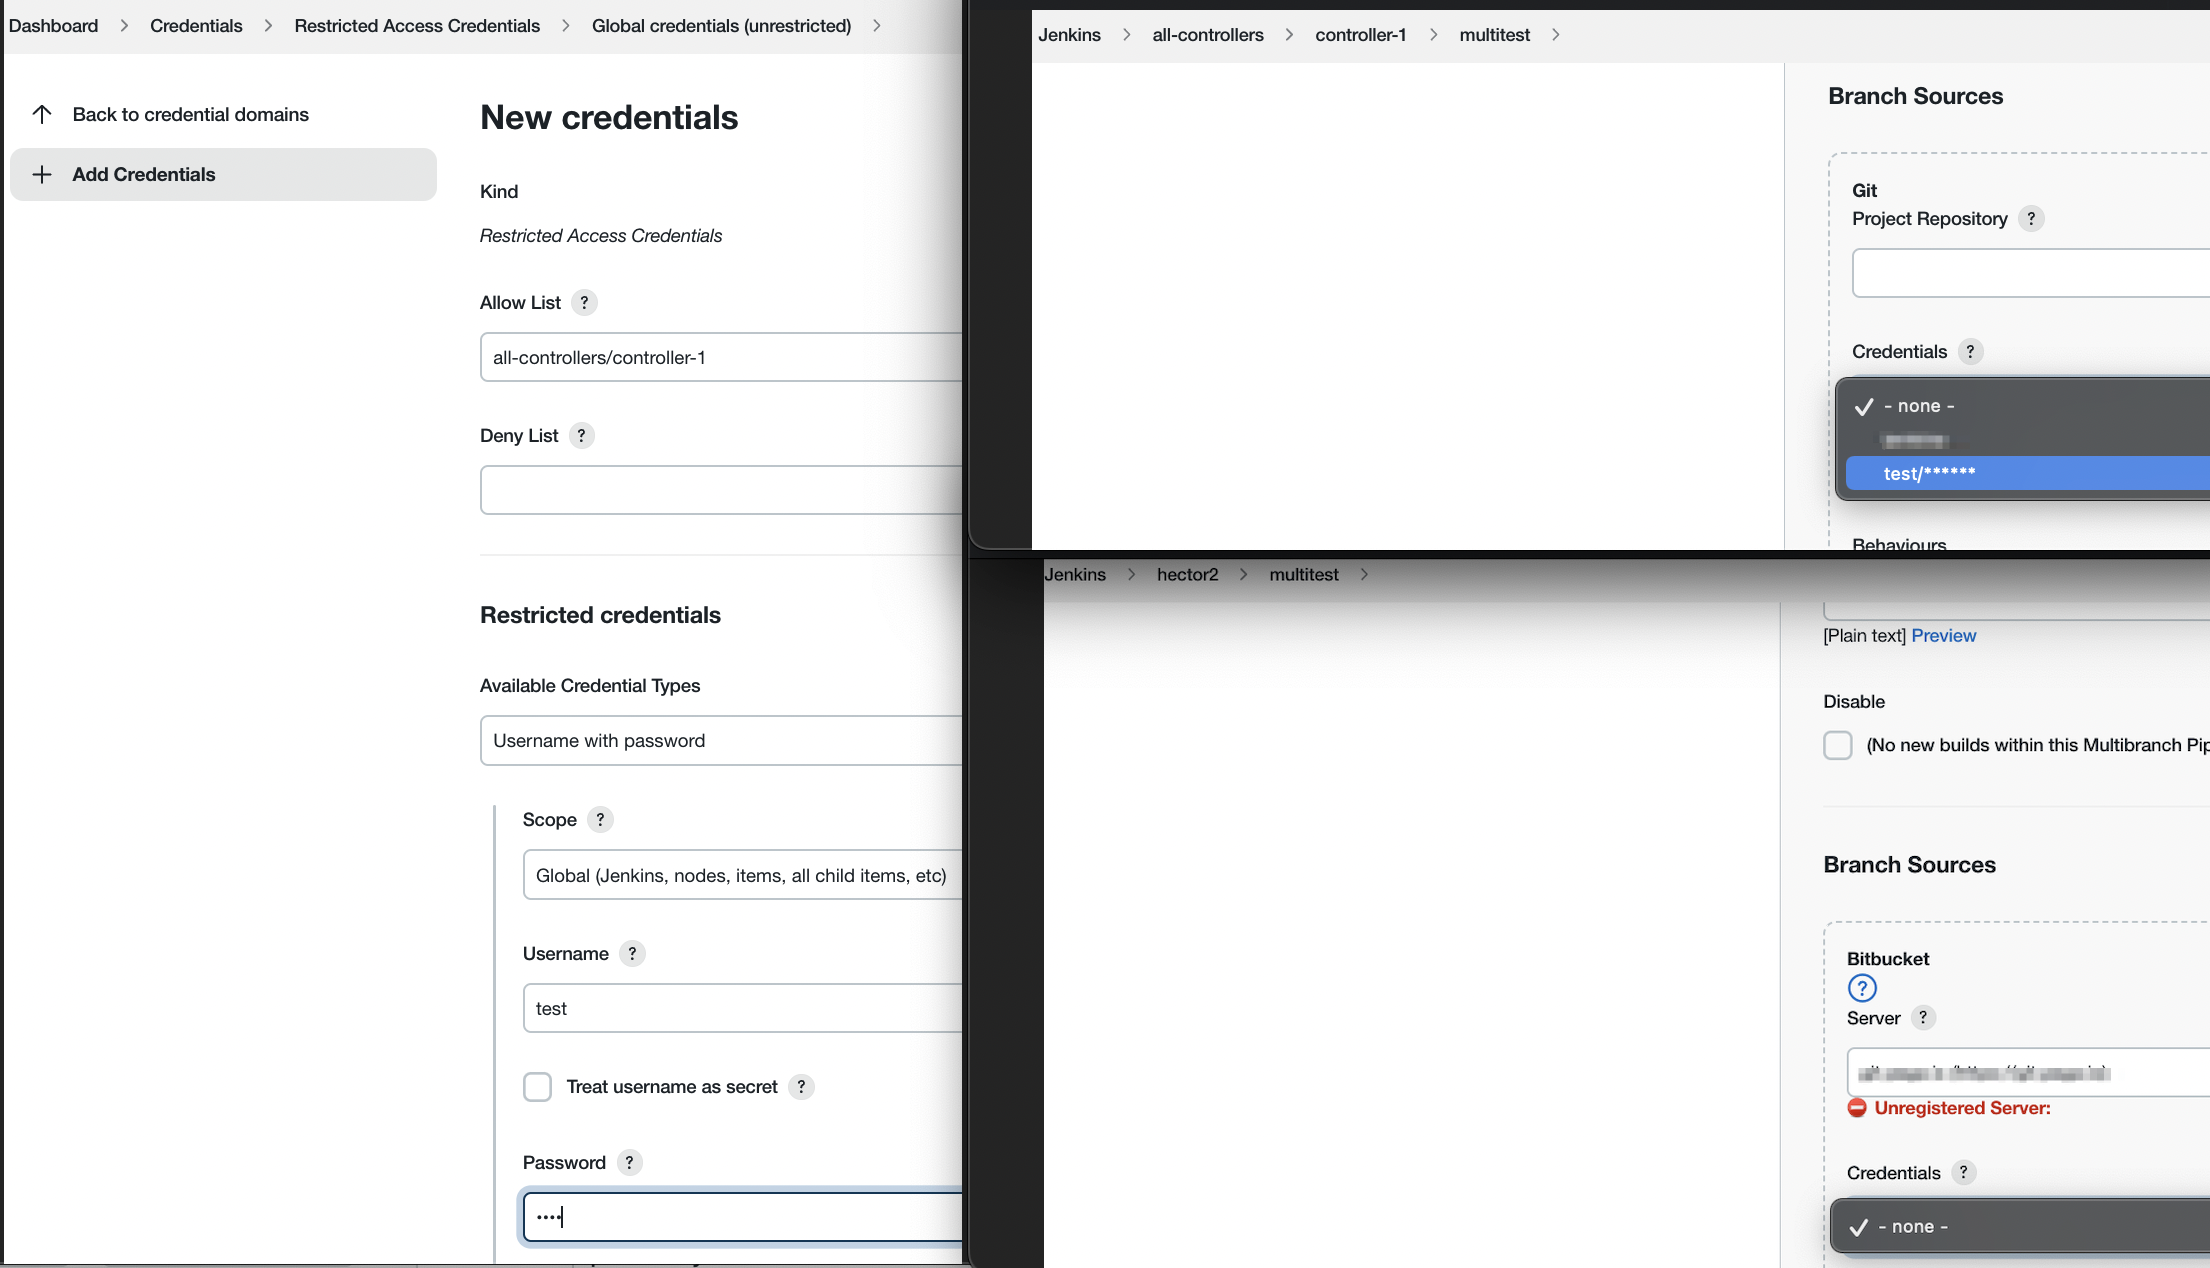 Dashboard > Credentials > Restricted Access Credentials > Global credentials (unrestricted) >
Back to credential domains
Add Credentials
New credentials
Kind
Restricted Access Credentials
Allow List ?
all-controllers/controller-1
Deny List ?
Restricted credentials
Available Credential Types
Username with password
Scope ?
Global (Jenkins, nodes, items, all child items, etc)
Username ?
test
Treat username as secret ?
Password ?
••••
Jenkins > all-controllers > controller-1 > multitest >
Branch Sources
Git
Project Repository ?
Credentials ?
- none -
test/******
Behaviours
Jenkins > hector2 > multitest >
[Plain text] Preview
Disable
(No new builds within this Multibranch Pip
Branch Sources
Bitbucket
?
Server ?
Unregistered Server:
Credentials ?
- none -